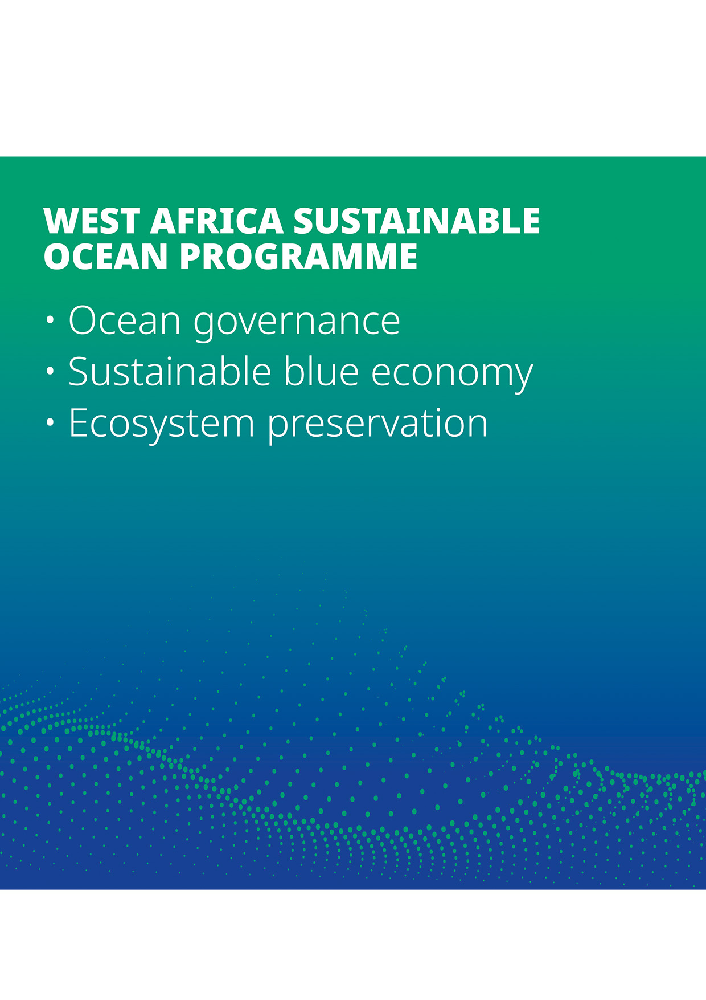 WEST AFRICA SUSTAINABLE
OCEAN PROGRAMME
• Ocean governance
• Sustainable blue economy
• Ecosystem preservation